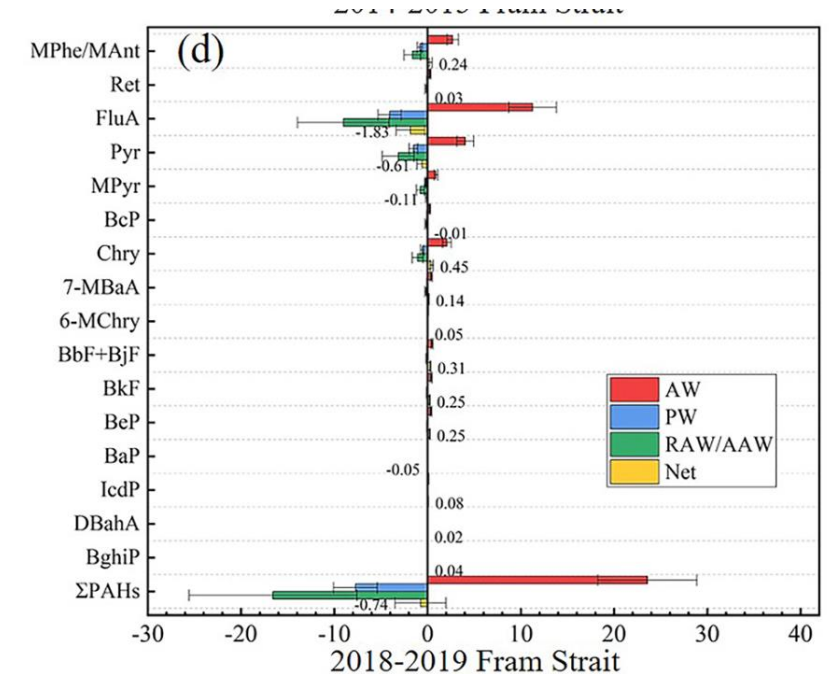 (d)
MPhe/MAnt
0.24
Ret
0.03
FluA
-1.83
Pyr
-0.61
MPyr
-0.11
BcP
-0.01
Chry
0.45
7-MBaA
0.14
6-MChry
0.05
BbF+BjF
0.31
BkF
0.25
BeP
0.25
BaP
-0.05
IcdP
0.08
DBahA
0.02
BghiP
0.04
ΣPAHs
-0.74
AW
PW
RAW/AAW
Net
-30 -20 -10 0 10 20 30 40
2018-2019 Fram Strait